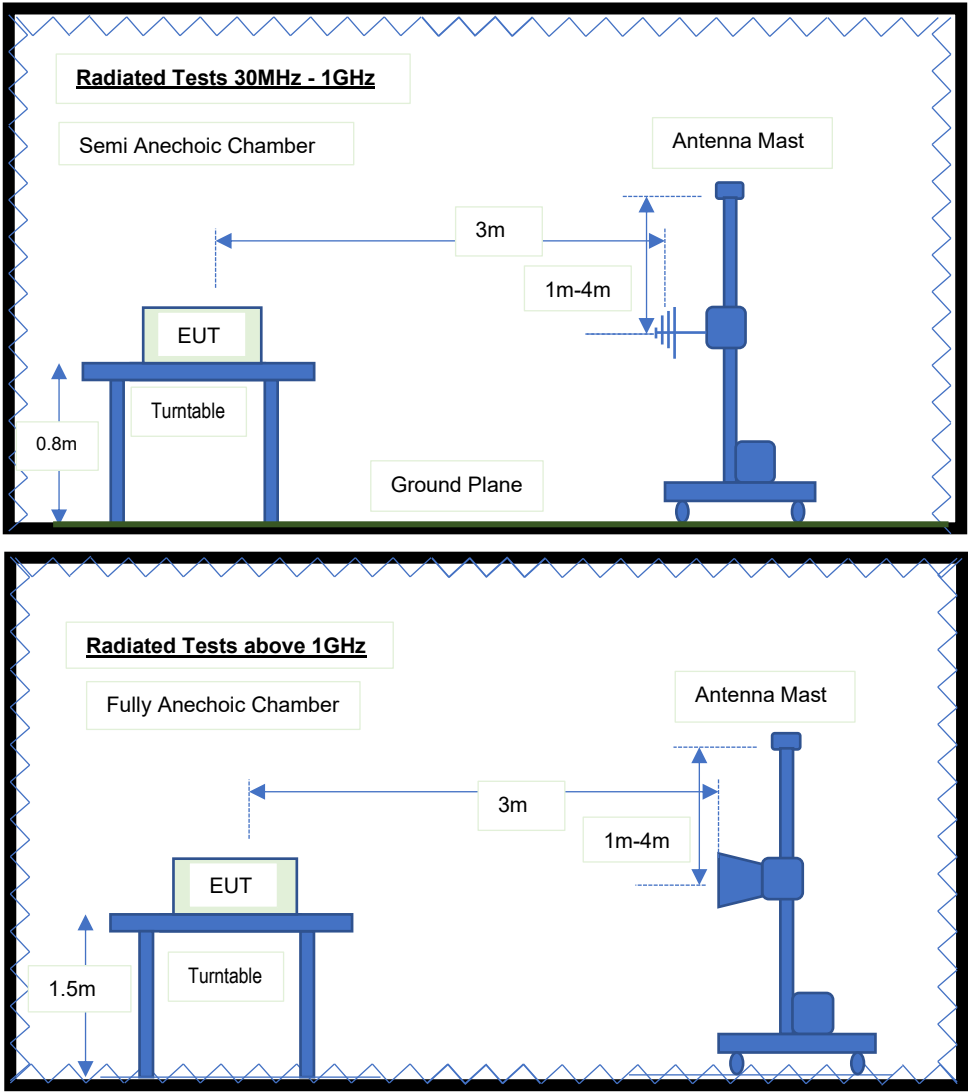 Radiated Tests 30MHz - 1GHz
Semi Anechoic Chamber
Antenna Mast
3m
1m-4m
EUT
Turntable
0.8m
Ground Plane
Radiated Tests above 1GHz
Fully Anechoic Chamber
Antenna Mast
3m
1m-4m
EUT
Turntable
1.5m